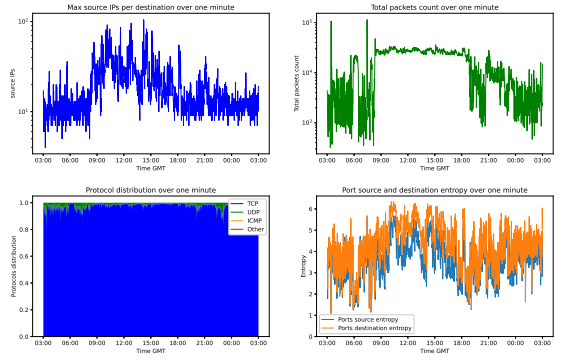 Max source IPs per destination over one minute
source IPs
10²
10¹
03:00 06:00 09:00 12:00 15:00 18:00 21:00 00:00 03:00
Time GMT
Total packets count over one minute
Total packets count
10⁵
10⁴
10³
03:00 06:00 09:00 12:00 15:00 18:00 21:00 00:00 03:00
Time GMT
Protocol distribution over one minute
Protocols distribution
1.0
0.8
0.6
0.4
0.2
0.0
TCP
UDP
ICMP
Other
03:00 06:00 09:00 12:00 15:00 18:00 21:00 00:00 03:00
Time GMT
Port source and destination entropy over one minute
Entropy
6
5
4
3
2
1
0
Ports source entropy
Ports destination entropy
03:00 06:00 09:00 12:00 15:00 18:00 21:00 00:00 03:00
Time GMT